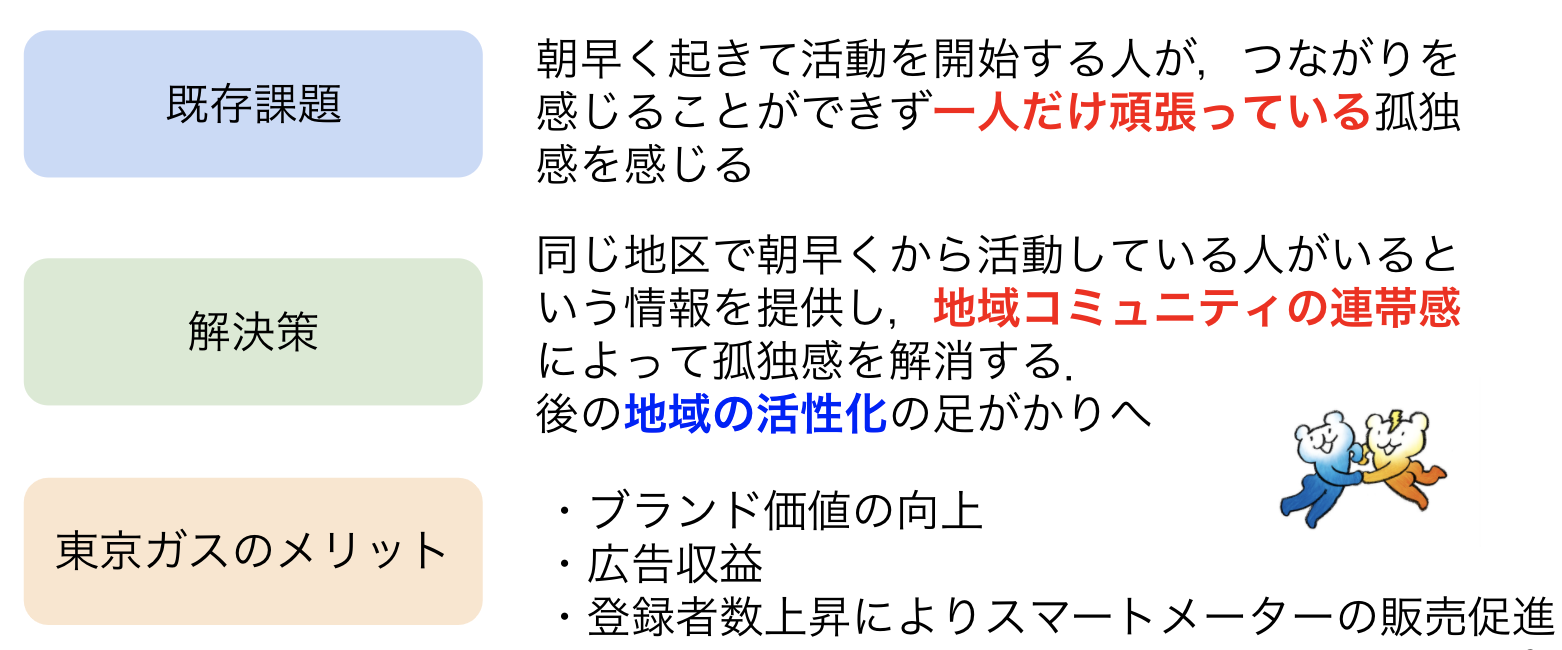 既存課題
朝早く起きて活動を開始する人が，つながりを
感じることができず一人だけ頑張っている孤独
感を感じる
解決策
同じ地区で朝早くから活動している人がいると
いう情報を提供し，地域コミュニティの連帯感
によって孤独感を解消する．
後の地域の活性化の足がかりへ
東京ガスのメリット
・ブランド価値の向上
・広告収益
・登録者数上昇によりスマートメーターの販売促進